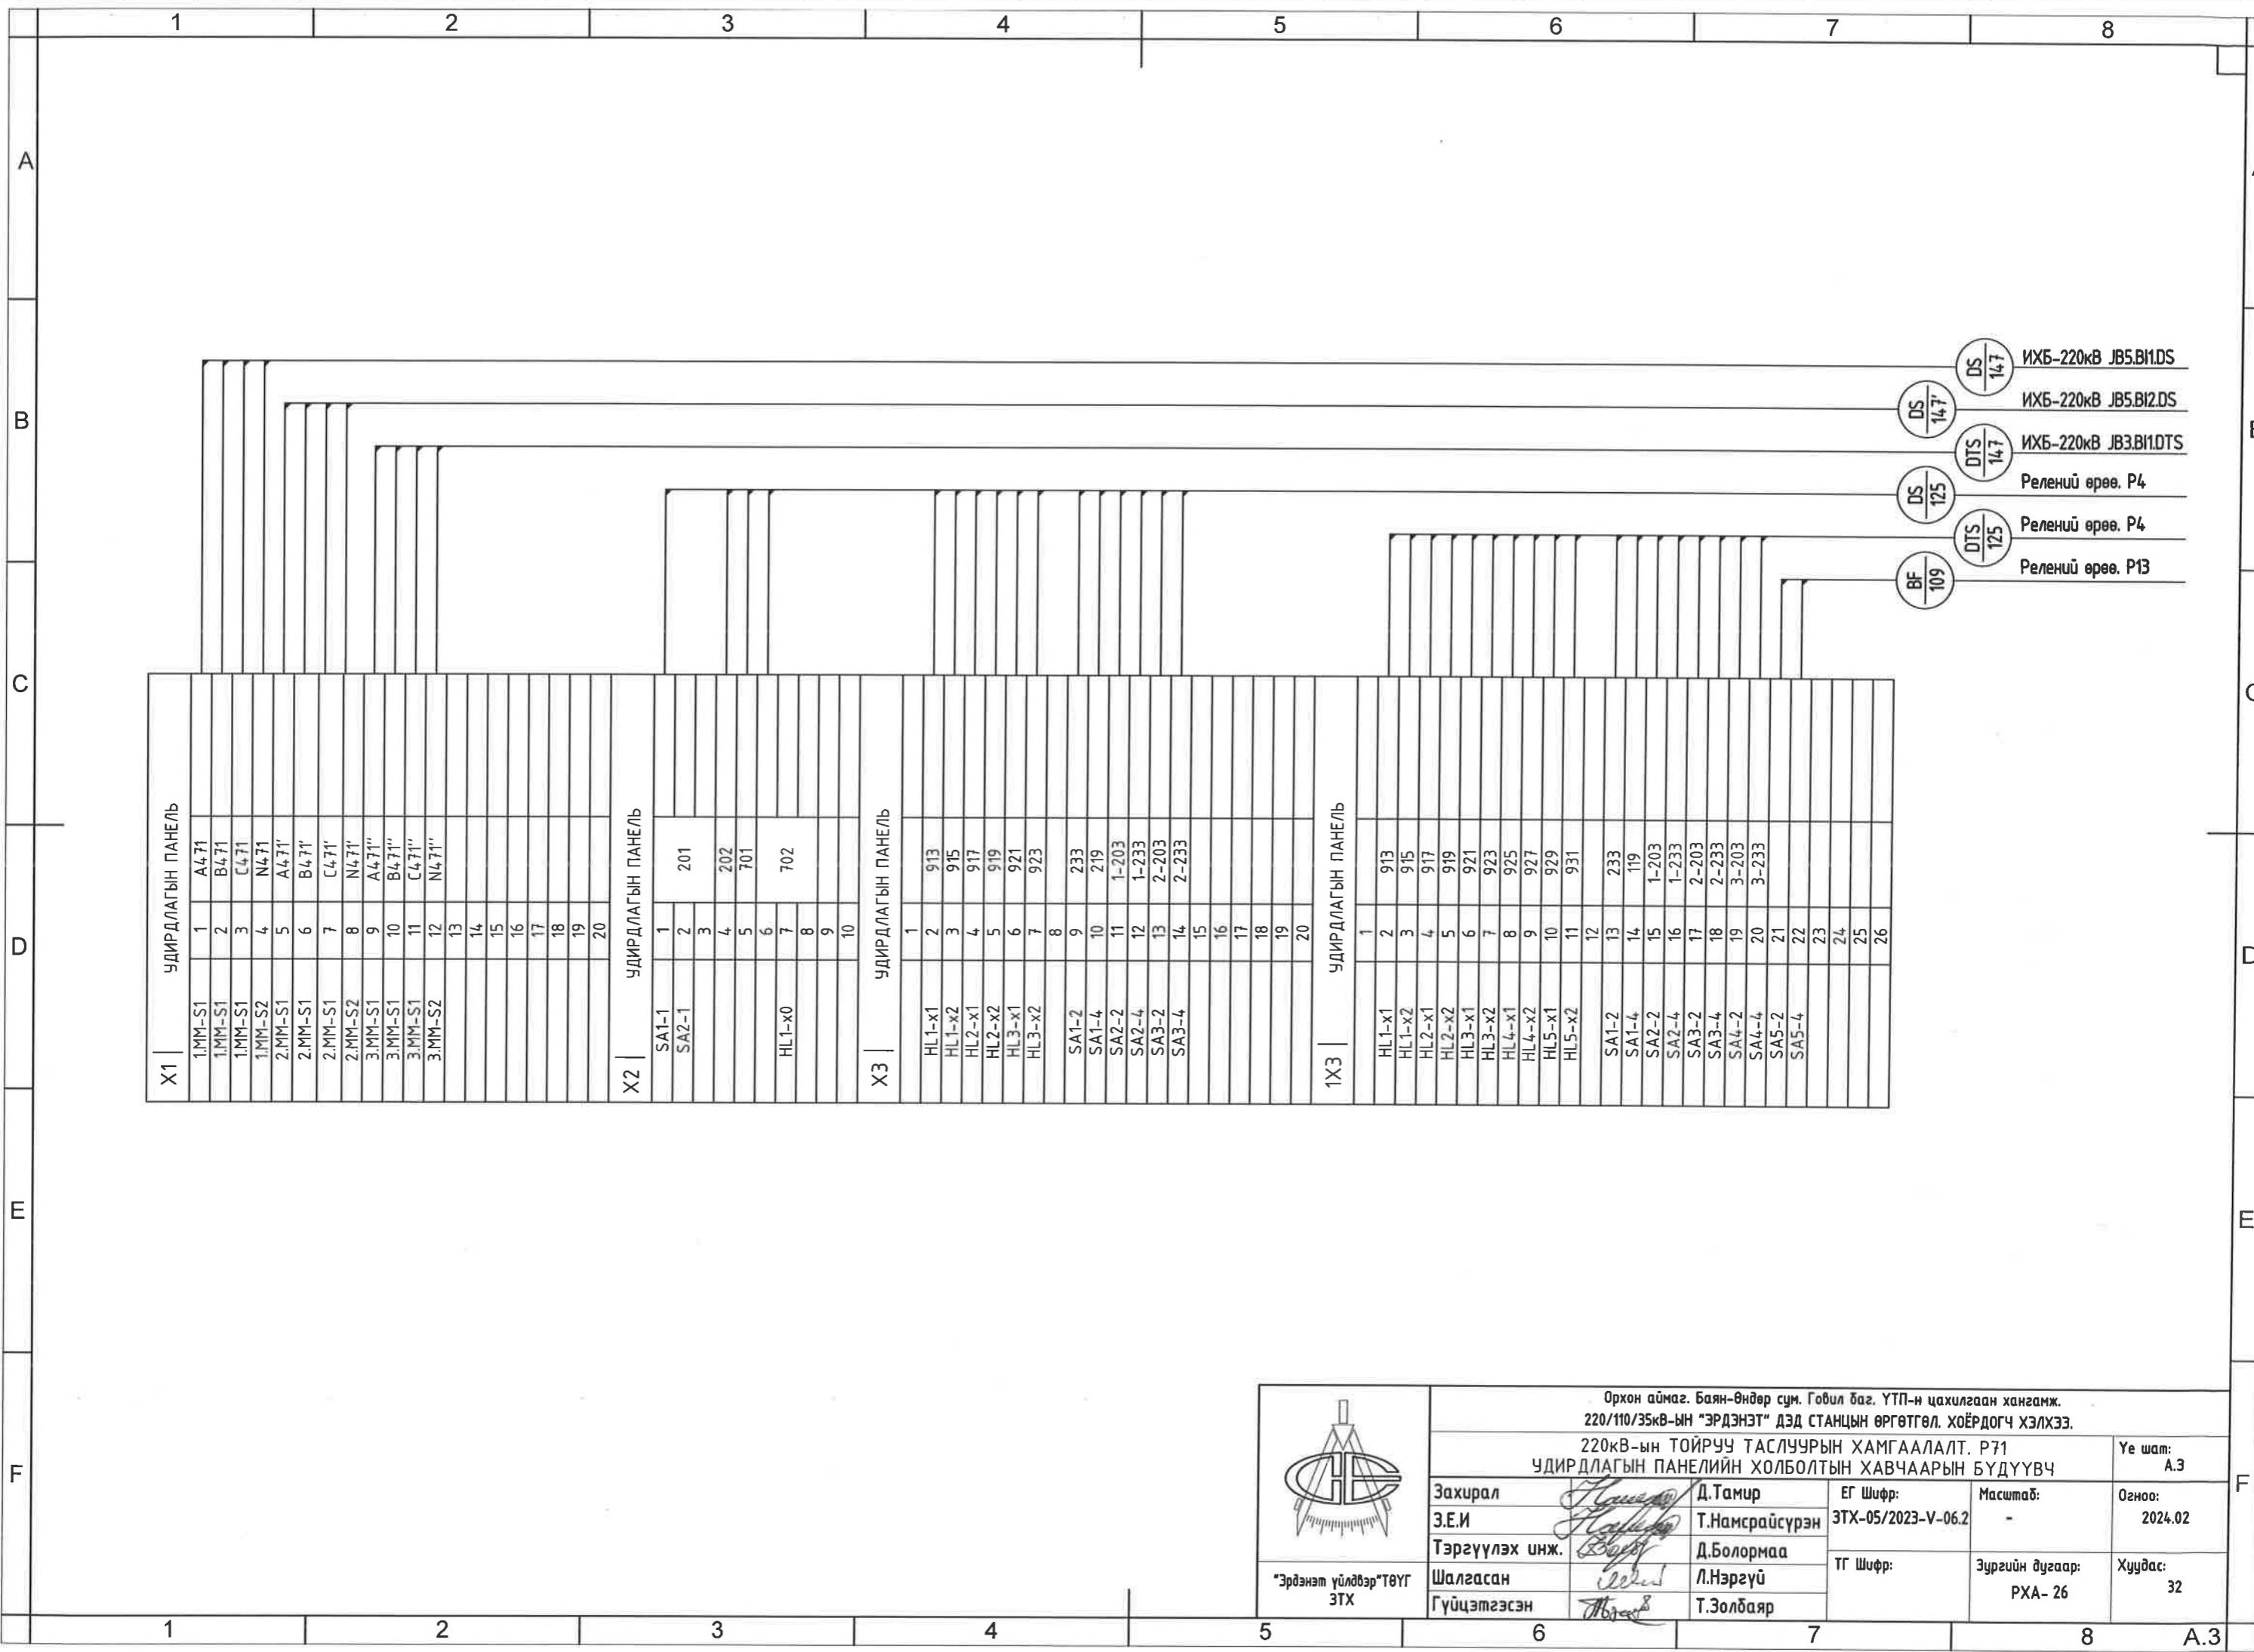 1 2 3 4 5 6 7 8
A
B
C
D
E
F
DS 147 ИХБ-220кВ JB5.BI1.DS
DS 147' ИХБ-220кВ JB5.BI2.DS
DTS 147 ИХБ-220кВ JB3.BI1.DTS
DS 125 Релений өрөө. Р4
DTS 125 Релений өрөө. Р4
BF 109 Релений өрөө. Р13
X1 УДИРДЛАГЫН ПАНЕЛЬ
1.MM-S1 1 A471
1.MM-S1 2 B471
1.MM-S1 3 C471
1.MM-S2 4 N471
2.MM-S1 5 A471'
2.MM-S1 6 B471'
2.MM-S1 7 C471'
2.MM-S2 8 N471'
3.MM-S1 9 A471''
3.MM-S1 10 B471''
3.MM-S1 11 C471''
3.MM-S2 12 N471''
13
14
15
16
17
18
19
20
X2 УДИРДЛАГЫН ПАНЕЛЬ
SA1-1 1
SA2-1 2 201
3
4 202
5 701
6
HL1-x0 7 702
8
9
10
X3 УДИРДЛАГЫН ПАНЕЛЬ
1
HL1-x1 2 913
HL1-x2 3 915
HL2-x1 4 917
HL2-x2 5 919
HL3-x1 6 921
HL3-x2 7 923
8
SA1-2 9 233
SA1-4 10 219
SA2-2 11 1-203
SA2-4 12 1-233
SA3-2 13 2-203
SA3-4 14 2-233
15
16
17
18
19
20
1X3 УДИРДЛАГЫН ПАНЕЛЬ
1
HL1-x1 2 913
HL1-x2 3 915
HL2-x1 4 917
HL2-x2 5 919
HL3-x1 6 921
HL3-x2 7 923
HL4-x1 8 925
HL4-x2 9 927
HL5-x1 10 929
HL5-x2 11 931
12
SA1-2 13 233
SA1-4 14 119
SA2-2 15 1-203
SA2-4 16 1-233
SA3-2 17 2-203
SA3-4 18 2-233
SA4-2 19 3-203
SA4-4 20 3-233
SA5-2 21
SA5-4 22
23
24
25
26
Орхон аймаг. Баян-Өндөр сум. Говил баг. ҮТП-н цахилгаан хангамж.
220/110/35кВ-ЫН "ЭРДЭНЭТ" ДЭД СТАНЦЫН ӨРГӨТГӨЛ. ХОЁРДОГЧ ХЭЛХЭЭ.
220кВ-ын ТОЙРУУ ТАСЛУУРЫН ХАМГААЛАЛТ. Р71
УДИРДЛАГЫН ПАНЕЛИЙН ХОЛБОЛТЫН ХАВЧААРЫН БҮДҮҮВЧ
Үе шат:
А.З
Захирал Д.Тамир
З.Е.И Т.Намсрайсүрэн
Тэргүүлэх инж. Д.Болормаа
Шалгасан Л.Нэргүй
Гүйцэтгэсэн Т.Золбаяр
ЕГ Шифр:
ЗТХ-05/2023-V-06.2
Масштаб:
-
Огноо:
2024.02
ТГ Шифр:
Зургийн дугаар:
РХА- 26
Хуудас:
32
"Эрдэнэт үйлдвэр"ТӨҮГ
ЗТХ
1 2 3 4 5 6 7 8
A.3